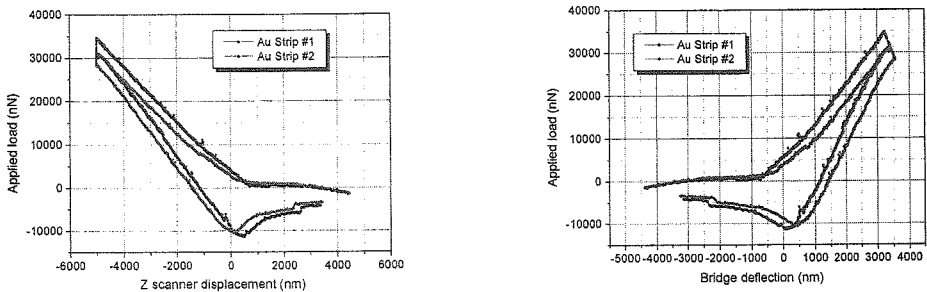 40000
30000
20000
10000
0
-10000
-6000 -4000 -2000 0 2000 4000 6000
Applied load (nN)
Z scanner displacement (nm)
Au Strip #1
Au Strip #2
40000
30000
20000
10000
0
-10000
-5000 -4000 -3000 -2000 -1000 0 1000 2000 3000 4000
Applied load (nN)
Bridge deflection (nm)
Au Strip #1
Au Strip #2